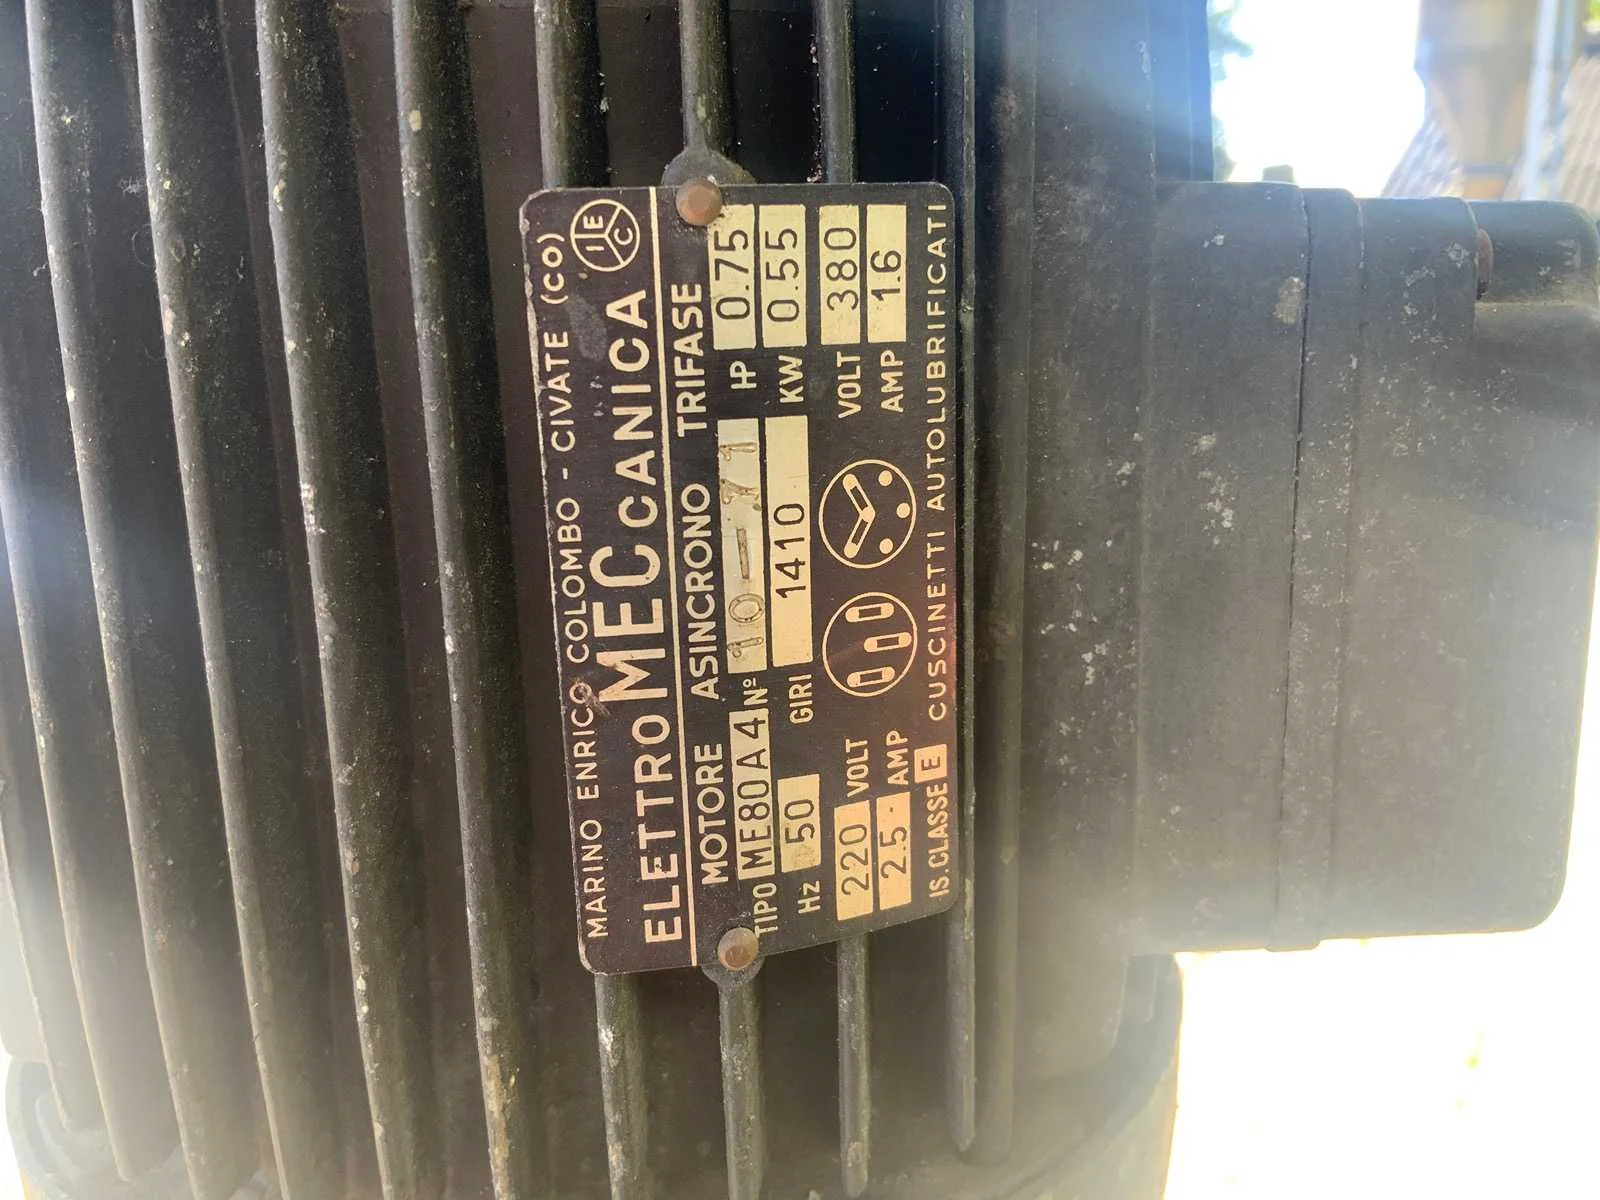 MARINO ENRICO COLOMBO - CIVATE (CO)
IEC
ELETTROMECCANICA
MOTORE ASINCRONO TRIFASE
TIPO ME80A4 Nº 10-71 HP 0.75
Hz 50 GIRI 1410 KW 0.55
220 VOLT 380 VOLT
2.5 AMP 1.6 AMP
IS. CLASSE E CUSCINETTI AUTOLUBRIFICATI